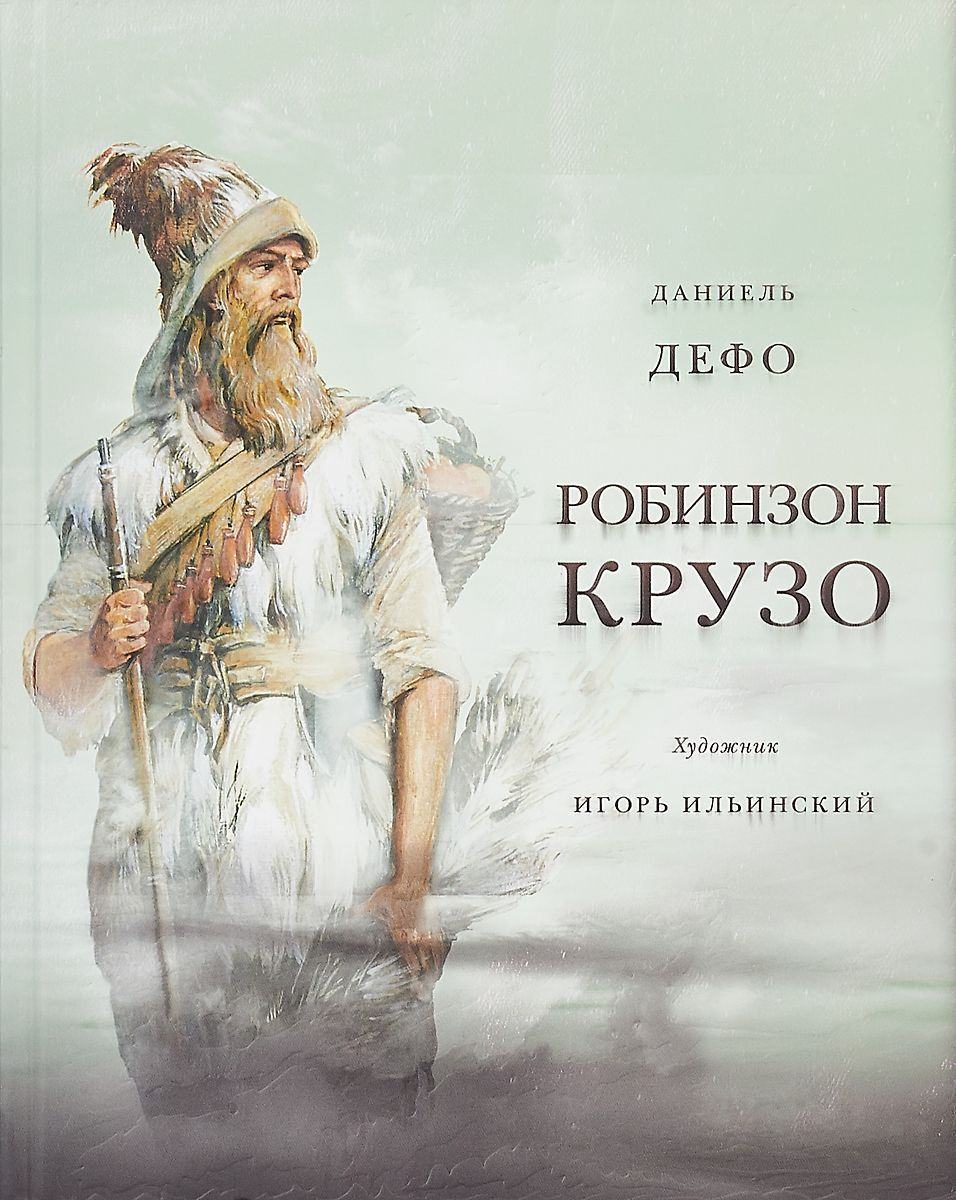 ДАНИЕЛЬ
ДЕФО
РОБИНЗОН
КРУЗО
Художник
ИГОРЬ ИЛЬИНСКИЙ